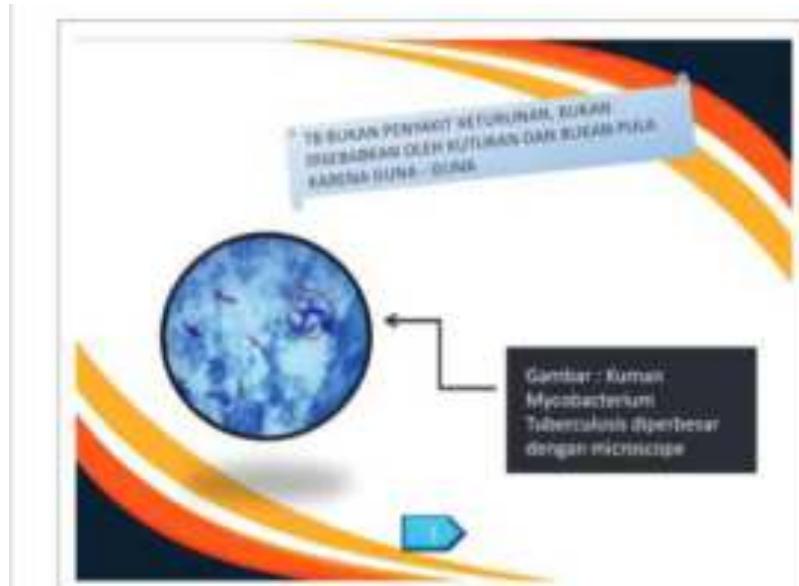 TB BUKAN PENYAKIT KETURUNAN, BUKAN
DISEBABKAN OLEH KUTUKAN DAN BUKAN PULA
KARENA GUNA - GUNA
Gambar : Kuman
Mycobacterium
Tuberculosis diperbesar
dengan microscope